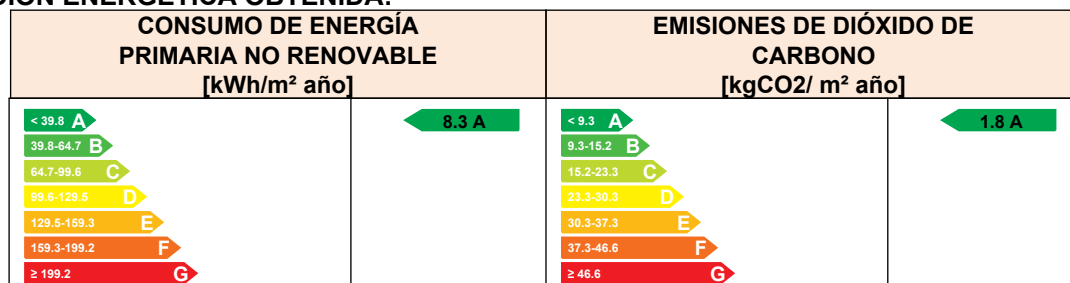 SIÓN ENERGÉTICA OBTENIDA:
CONSUMO DE ENERGÍA
PRIMARIA NO RENOVABLE
[kWh/m² año]
EMISIONES DE DIÓXIDO DE
CARBONO
[kgCO2/ m² año]
< 39.8 A
39.8-64.7 B
64.7-99.6 C
99.6-129.5 D
129.5-159.3 E
159.3-199.2 F
≥ 199.2 G
8.3 A
< 9.3 A
9.3-15.2 B
15.2-23.3 C
23.3-30.3 D
30.3-37.3 E
37.3-46.6 F
≥ 46.6 G
1.8 A